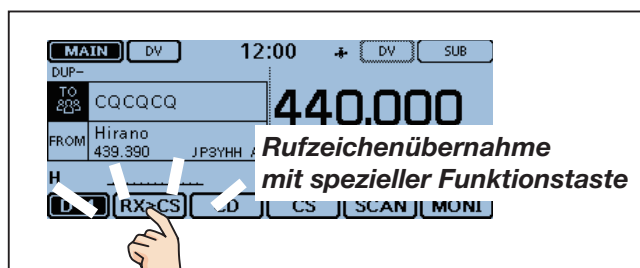 MAIN DV 12:00 DV SUB
DUP–
TO CQCQCQ 440.000
FROM Hirano
439.390 JP3YHH A
Rufzeichenübernahme
mit spezieller Funktionstaste
H
RX>CS CD CS SCAN MONI